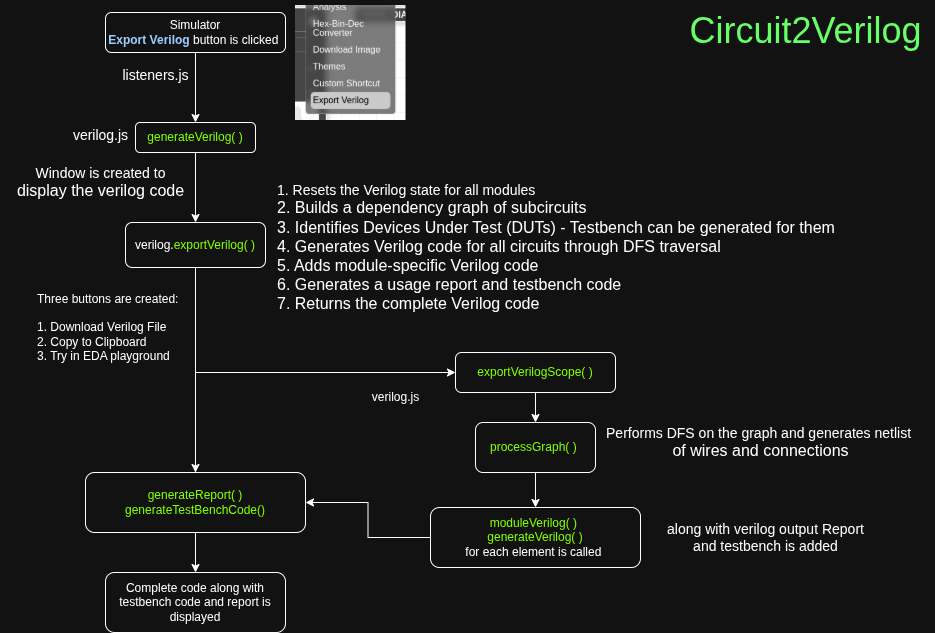 Circuit2Verilog
Simulator
Export Verilog button is clicked
Analysis
DIA
Hex-Bin-Dec
Converter
Download Image
Themes
Custom Shortcut
Export Verilog
listeners.js
verilog.js
generateVerilog( )
Window is created to
display the verilog code
verilog.exportVerilog( )
1. Resets the Verilog state for all modules
2. Builds a dependency graph of subcircuits
3. Identifies Devices Under Test (DUTs) - Testbench can be generated for them
4. Generates Verilog code for all circuits through DFS traversal
5. Adds module-specific Verilog code
6. Generates a usage report and testbench code
7. Returns the complete Verilog code
Three buttons are created:
1. Download Verilog File
2. Copy to Clipboard
3. Try in EDA playground
verilog.js
exportVerilogScope( )
processGraph( )
Performs DFS on the graph and generates netlist
of wires and connections
moduleVerilog( )
generateVerilog( )
for each element is called
along with verilog output Report
and testbench is added
generateReport( )
generateTestBenchCode()
Complete code along with
testbench code and report is
displayed